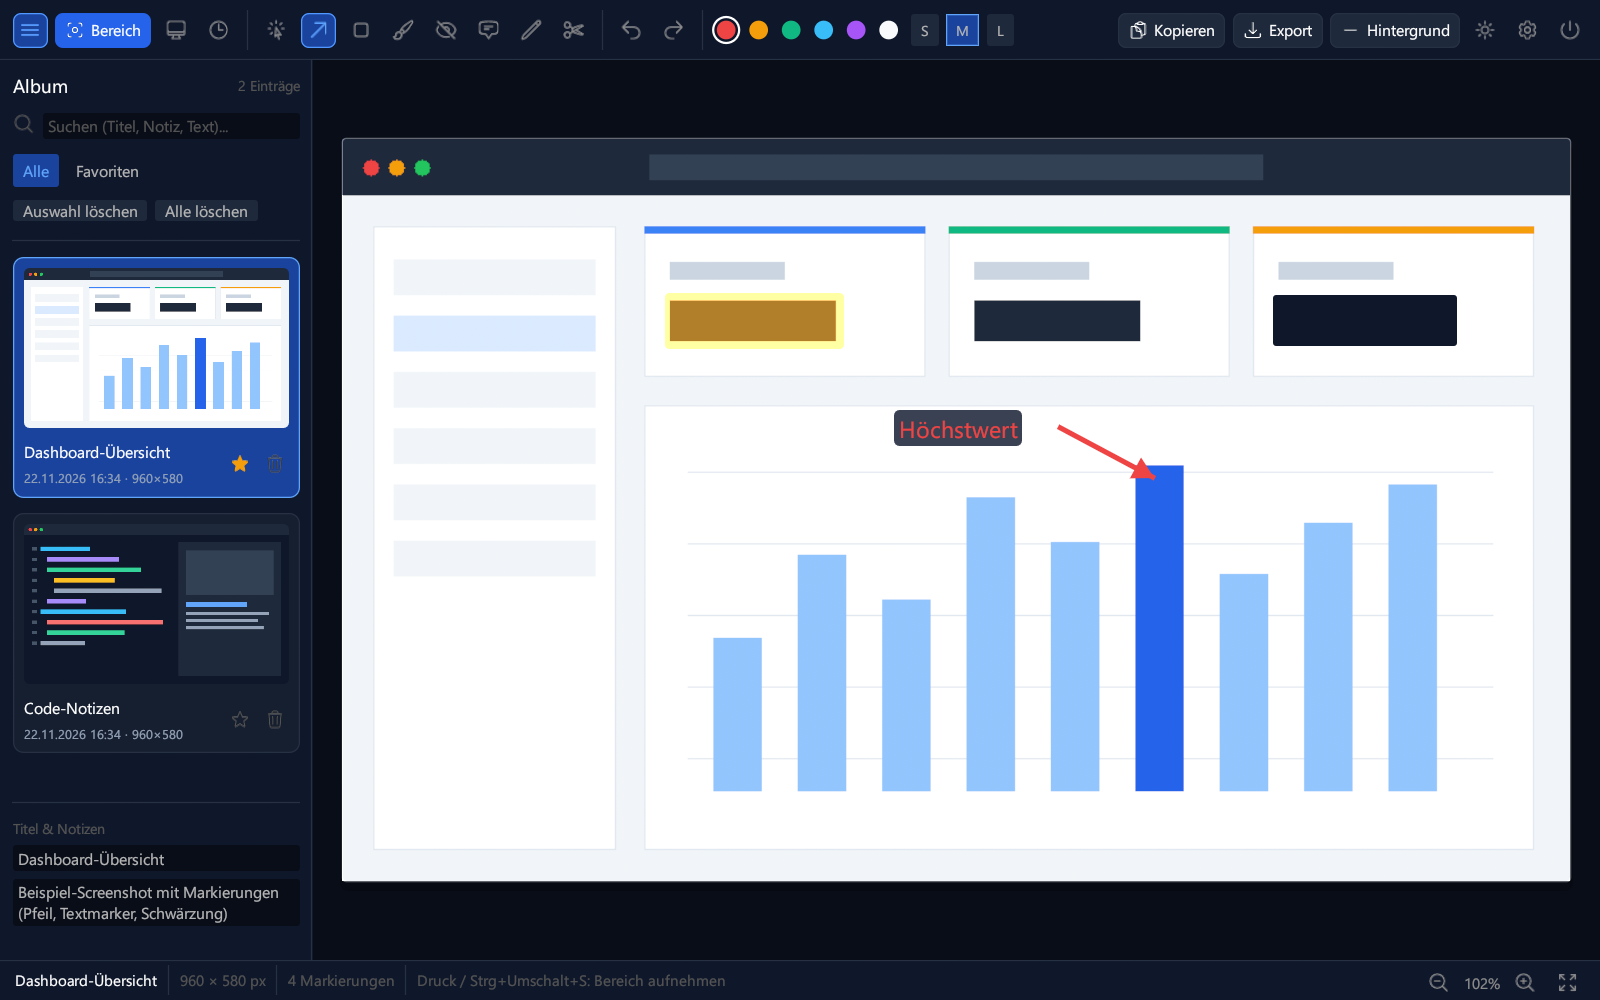 Bereich
S
M
L
Kopieren
Export
Hintergrund
Album
2 Einträge
Suchen (Titel, Notiz, Text)...
Alle
Favoriten
Auswahl löschen
Alle löschen
Dashboard-Übersicht
22.11.2026 16:34 · 960×580
Code-Notizen
22.11.2026 16:34 · 960×580
Titel & Notizen
Dashboard-Übersicht
Beispiel-Screenshot mit Markierungen
(Pfeil, Textmarker, Schwärzung)
Höchstwert
Dashboard-Übersicht
960 × 580 px
4 Markierungen
Druck / Strg+Umschalt+S: Bereich aufnehmen
102%